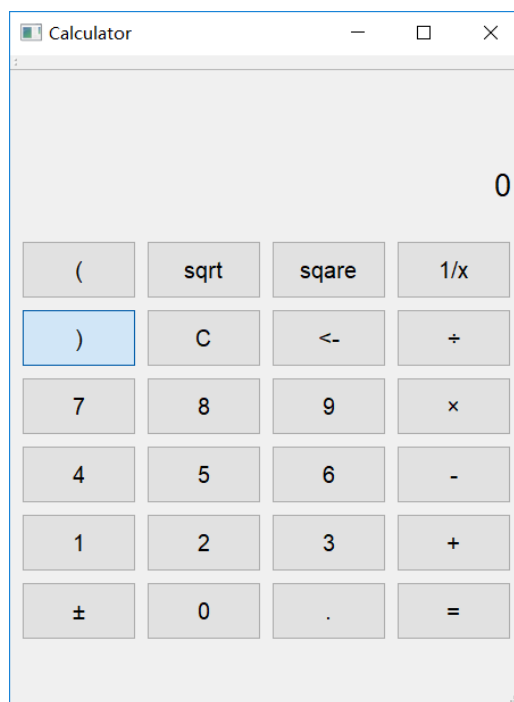 Calculator
0
( sqrt sqare 1/x
) C <- ÷
7 8 9 ×
4 5 6 -
1 2 3 +
± 0 . =